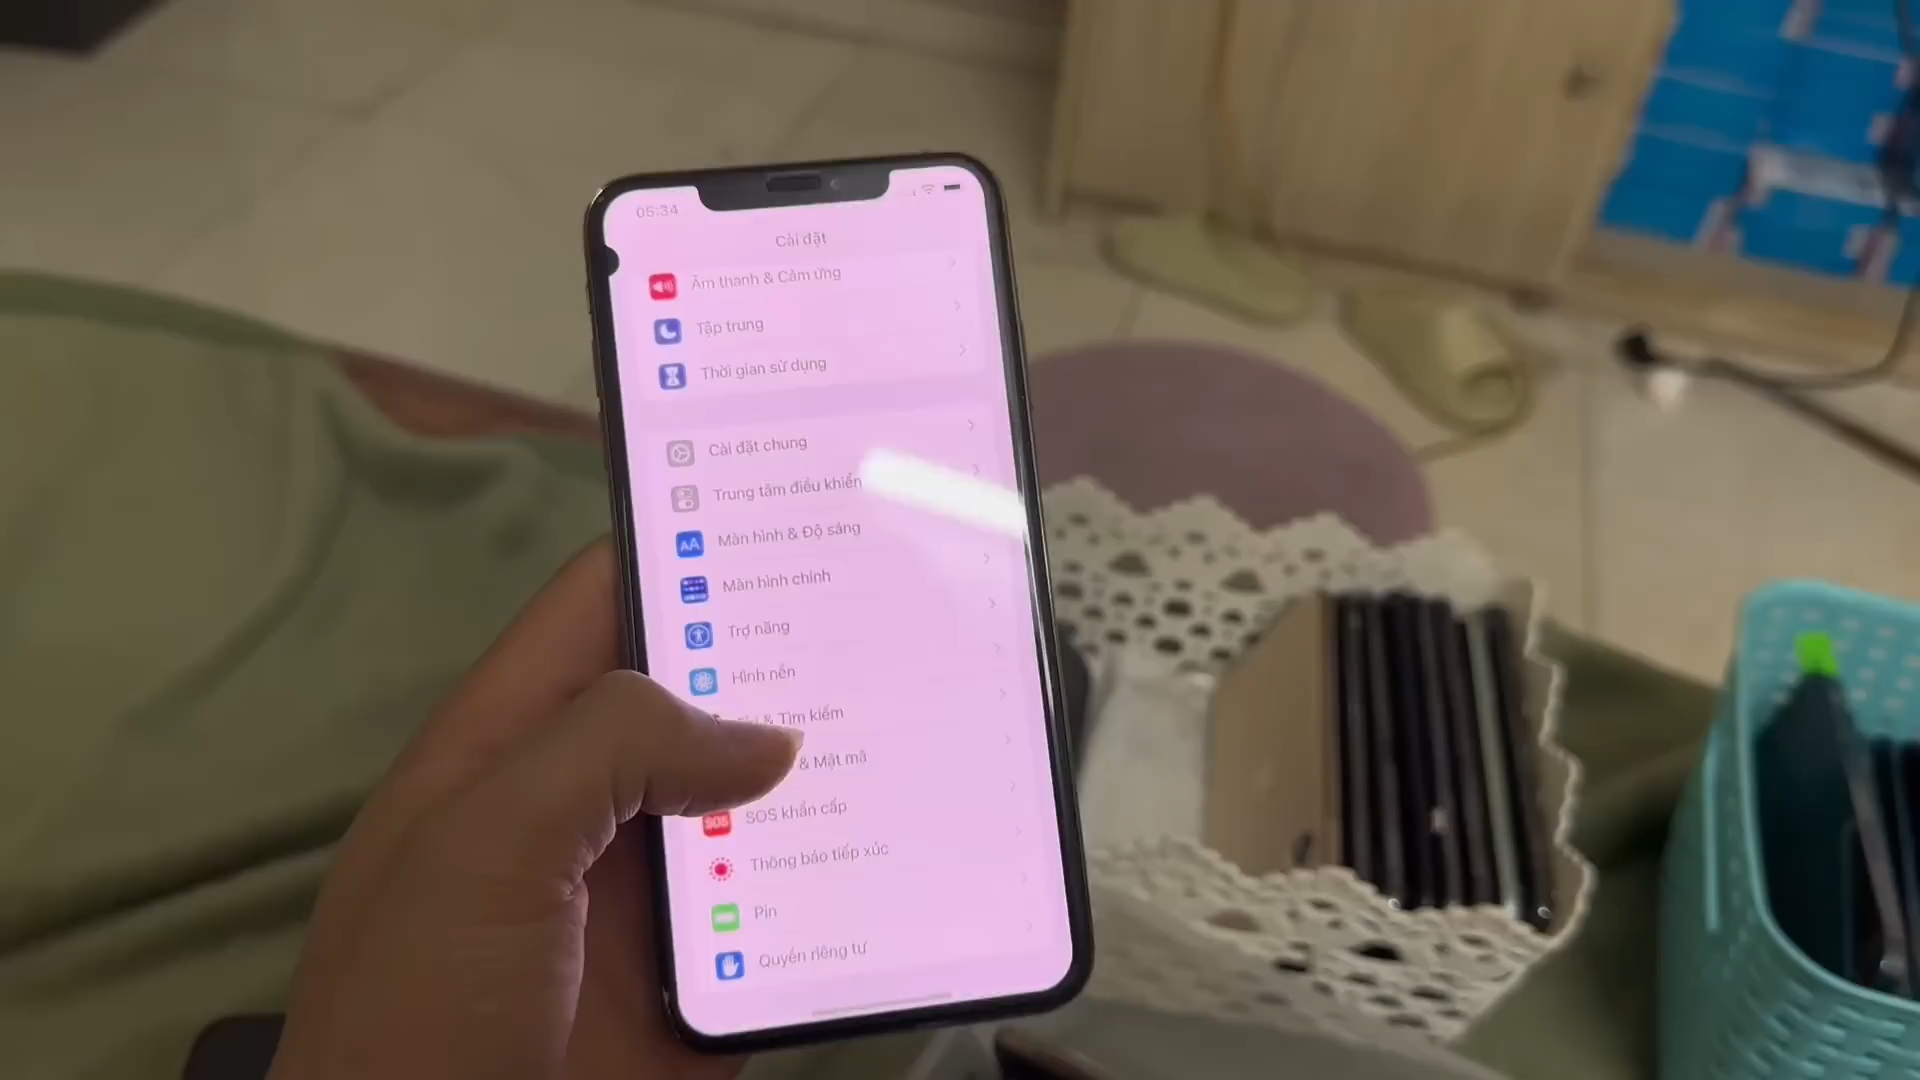 05:34
Cài đặt
Âm thanh & Cảm ứng
Tập trung
Thời gian sử dụng
Cài đặt chung
Trung tâm điều khiển
AA
Màn hình & Độ sáng
Màn hình chính
Trợ năng
Hình nền
& Tìm kiếm
& Mật mã
SOS
SOS khẩn cấp
Thông báo tiếp xúc
Pin
Quyền riêng tư